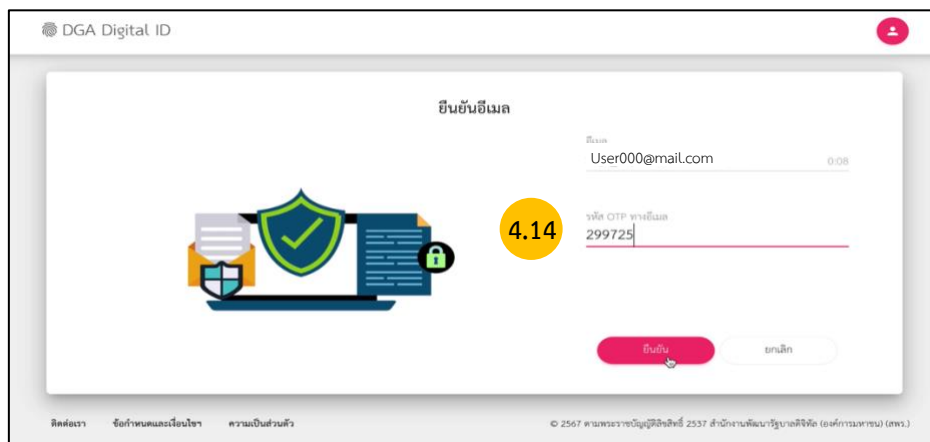 DGA Digital ID
ยืนยันอีเมล
อีเมล
User000@mail.com
0:08
รหัส OTP ทางอีเมล
4.14
299725
ยืนยัน
ยกเลิก
ติดต่อเรา ข้อกำหนดและเงื่อนไขฯ ความเป็นส่วนตัว
© 2567 ตามพระราชบัญญัติลิขสิทธิ์ 2537 สำนักงานพัฒนารัฐบาลดิจิทัล (องค์การมหาชน) (สพร.)